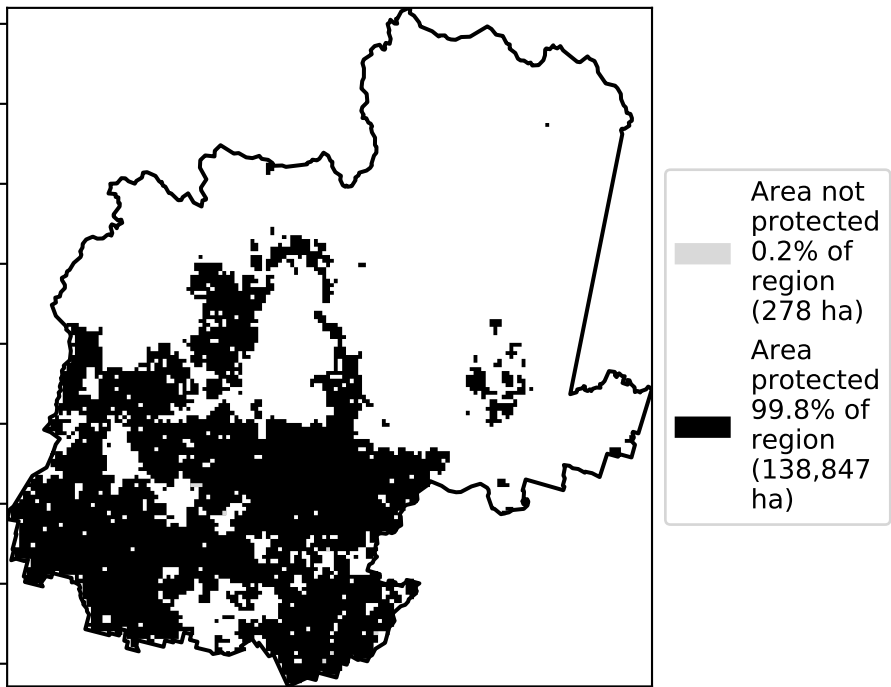 Area not
protected
0.2% of
region
(278 ha)
Area
protected
99.8% of
region
(138,847
ha)